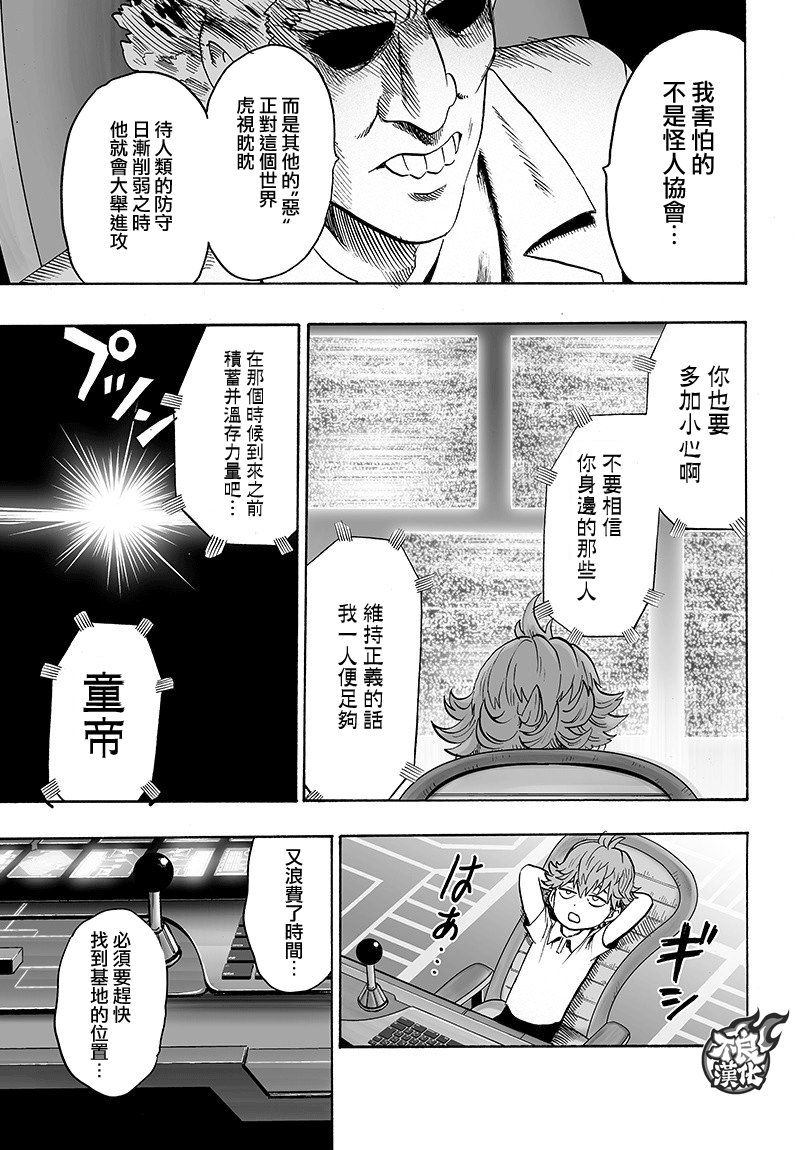 我害怕的
不是怪人協會…
而是其他的"惡"
正對這個世界
虎視眈眈
待人類的防守
日漸削弱之時
他就會大舉進攻
你也要
多加小心啊
不要相信
你身邊的那些人
維持正義的話
我一人便足夠
在那個時候到來之前
積蓄并溫存力量吧…
プツン
童帝
ギシ
はぁ……
又浪費了時間…
必須要趕快
找到基地的位置…
不良
漢化